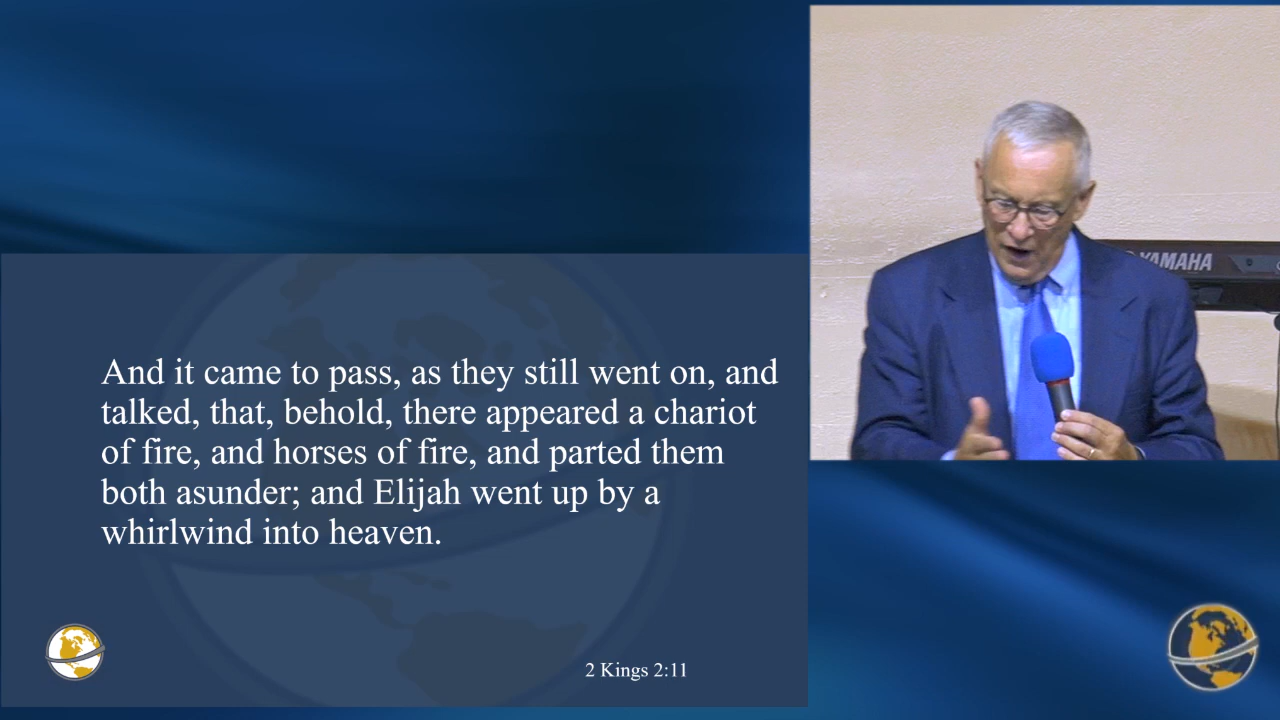 And it came to pass, as they still went on, and
talked, that, behold, there appeared a chariot
of fire, and horses of fire, and parted them
both asunder; and Elijah went up by a
whirlwind into heaven.
2 Kings 2:11
YAMAHA